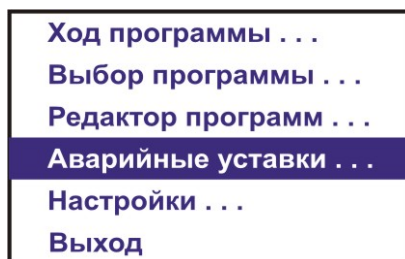 Ход программы . . .
Выбор программы . . .
Редактор программ . . .
Аварийные уставки . . .
Настройки . . .
Выход